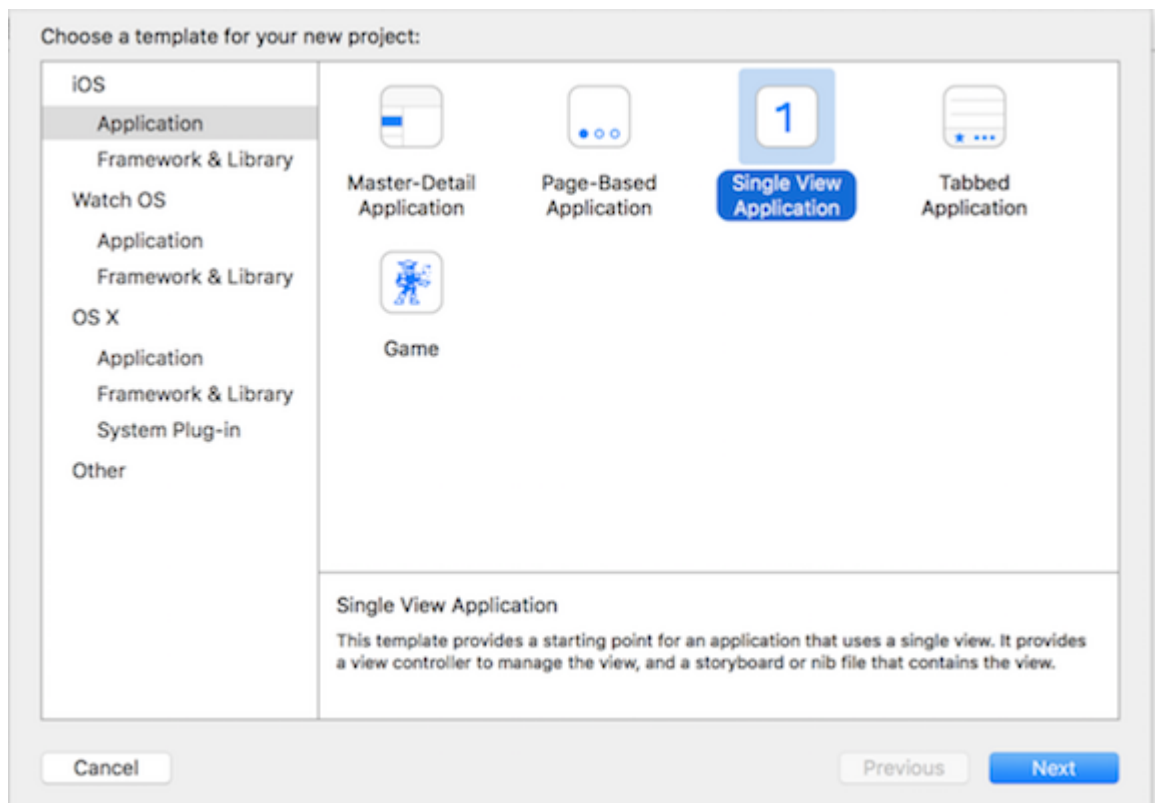 Choose a template for your new project:
iOS
Application
Framework & Library
Watch OS
Application
Framework & Library
OS X
Application
Framework & Library
System Plug-in
Other
Master-Detail
Application
Page-Based
Application
1
Single View
Application
Tabbed
Application
Game
Single View Application
This template provides a starting point for an application that uses a single view. It provides
a view controller to manage the view, and a storyboard or nib file that contains the view.
Cancel
Previous
Next